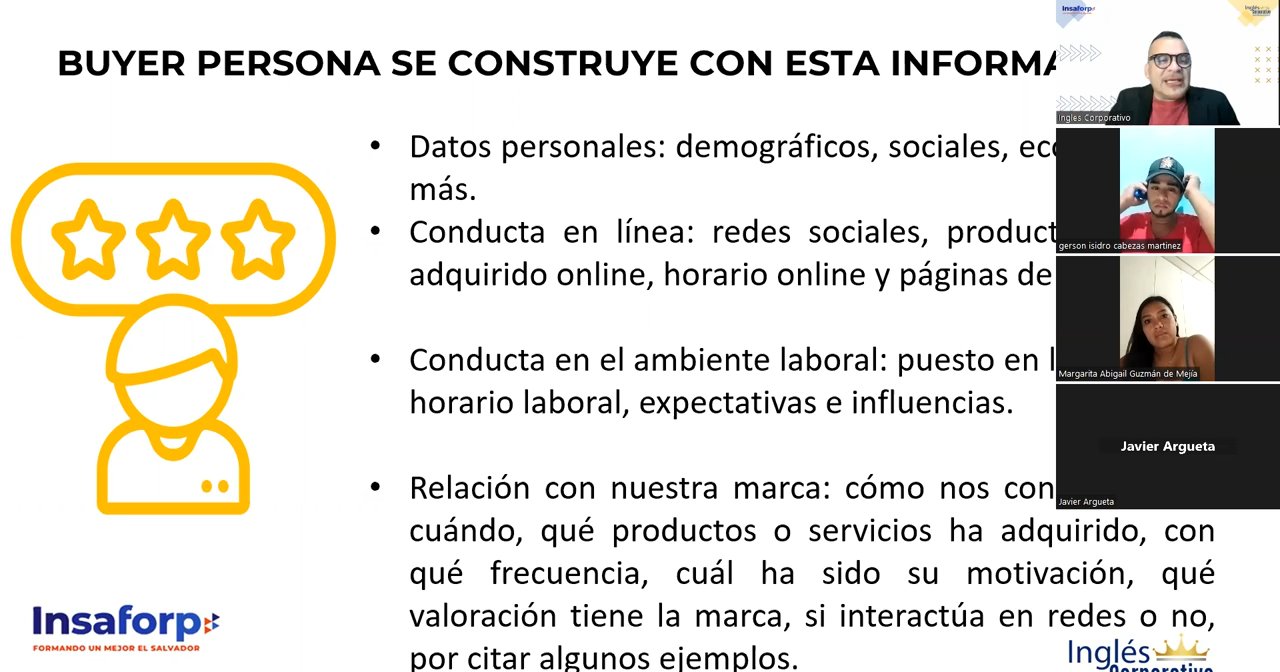 BUYER PERSONA SE CONSTRUYE CON ESTA
• Datos personales: demográficos, sociales,
más.
• Conducta en línea: redes sociales,
adquirido online, horario online y páginas de
• Conducta en el ambiente laboral: puesto en
horario laboral, expectativas e influencias.
• Relación con nuestra marca: cómo nos
cuándo, qué productos o servicios ha adquirido, con
qué frecuencia, cuál ha sido su motivación, qué
valoración tiene la marca, si interactúa en redes o no,
por citar algunos ejemplos.
Insaforp
FORMANDO UN MEJOR EL SALVADOR
Inglés
Corporativo
Insaforp
Inglés
Ingles Corporativo
gerson isidro cabezas martinez
Margarita Abigail Guzmán de Mejía
Javier Argueta
Javier Argueta